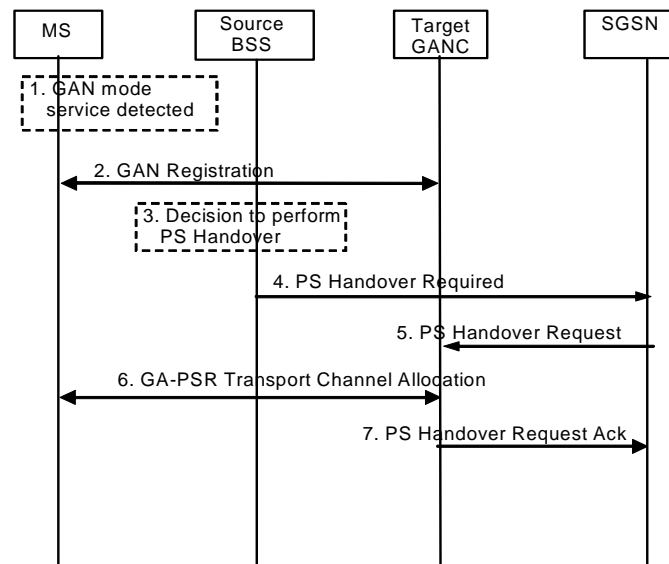 MS
Source
BSS
Target
GANC
SGSN
1. GAN mode
service detected
2. GAN Registration
3. Decision to perform
PS Handover
4. PS Handover Required
5. PS Handover Request
6. GA-PSR Transport Channel Allocation
7. PS Handover Request Ack